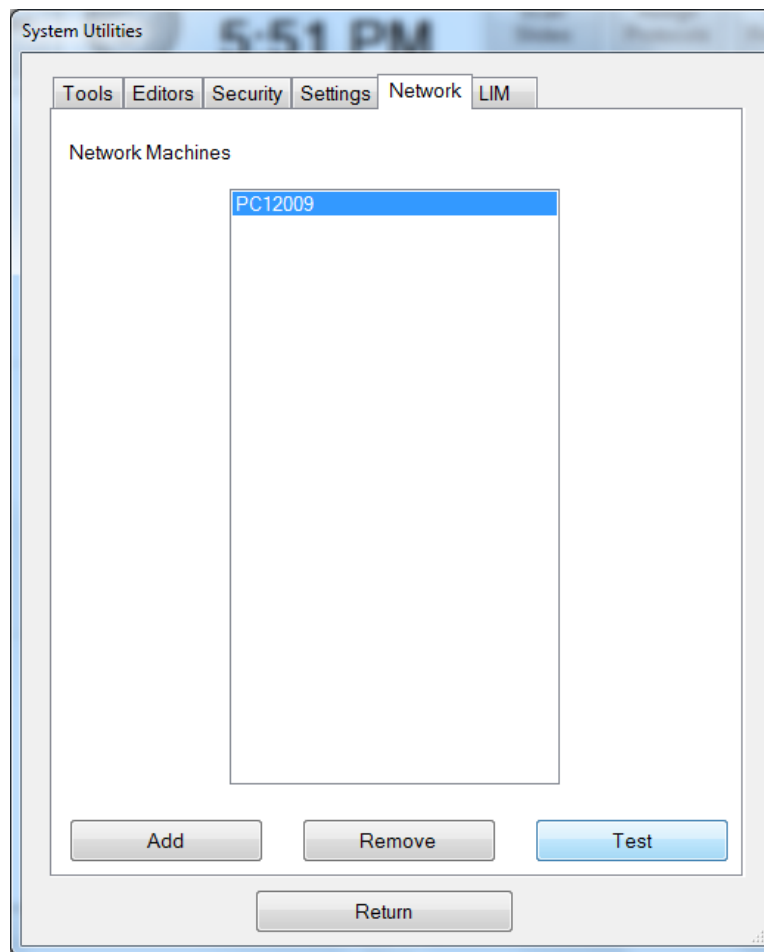 System Utilities
5:51 PM
Tools Editors Security Settings Network LIM
Network Machines
PC12009
Add Remove Test
Return